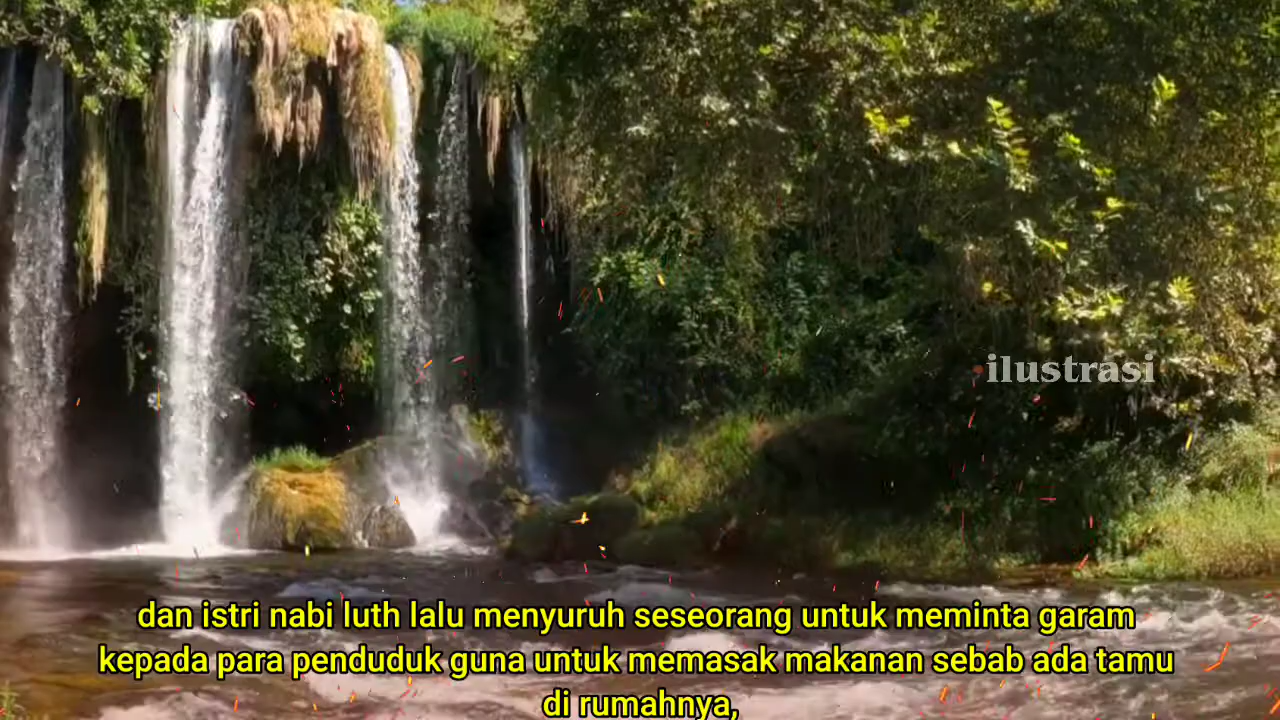 ilustrasi
dan istri nabi luth lalu menyuruh seseorang untuk meminta garam
kepada para penduduk guna untuk memasak makanan sebab ada tamu
di rumahnya,